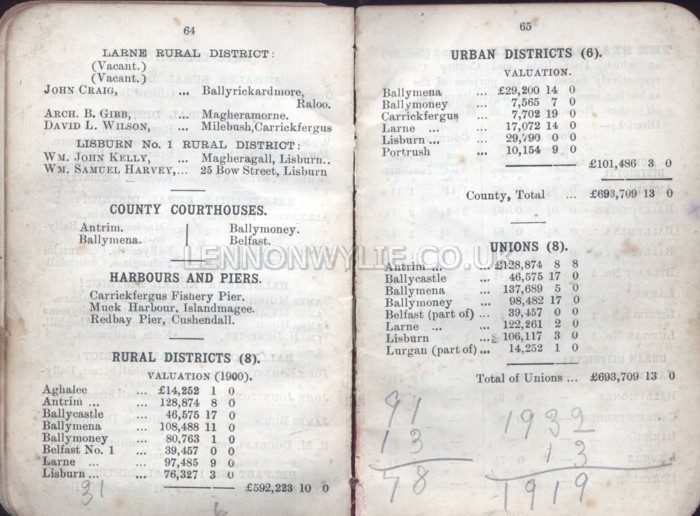 64
LARNE RURAL DISTRICT:
(Vacant.)
(Vacant.)
JOHN CRAIG, ... Ballyrickardmore,
Raloo.
ARCH. B. GIBB, ... Magheramorne.
DAVID L. WILSON, ... Milebush,Carrickfergus
LISBURN No. 1 RURAL DISTRICT:
WM. JOHN KELLY, ... Magheragall, Lisburn..
WM. SAMUEL HARVEY,... 25 Bow Street, Lisburn
COUNTY COURTHOUSES.
Antrim. Ballymoney.
Ballymena. Belfast.
HARBOURS AND PIERS.
Carrickfergus Fishery Pier.
Muck Harbour, Islandmagee.
Redbay Pier, Cushendall.
RURAL DISTRICTS (8).
VALUATION (1900).
Aghalee ... £14,252 1 0
Antrim ... ... 128,874 8 0
Ballycastle ... 46,575 17 0
Ballymena ... 108,488 11 0
Ballymoney ... 80,763 1 0
Belfast No. 1 ... 39,457 0 0
Larne ... ... 97,485 9 0
Lisburn ... ... 76,327 3 0
£592,223 10 0
31
65
URBAN DISTRICTS (6).
VALUATION.
Ballymena ... £29,200 14 0
Ballymoney ... 7,565 7 0
Carrickfergus ... 7,702 19 0
Larne ... ... 17,072 14 0
Lisburn ... ... 29,790 0 0
Portrush ... 10,154 9 0
£101,486 3 0
County, Total ... £693,709 13 0
UNIONS (8).
Antrim ... ... £128,874 8 8
Ballycastle ... 46,575 17 0
Ballymena ... 137,689 5 0
Ballymoney ... 98,482 17 0
Belfast (part of) ... 39,457 0 0
Larne ... ... 122,261 2 0
Lisburn ... 106,117 3 0
Lurgan (part of)... 14,252 1 0
Total of Unions ... £693,709 13 0
91
13
78
1932
13
1919
LENNONWYLIE.CO.UK